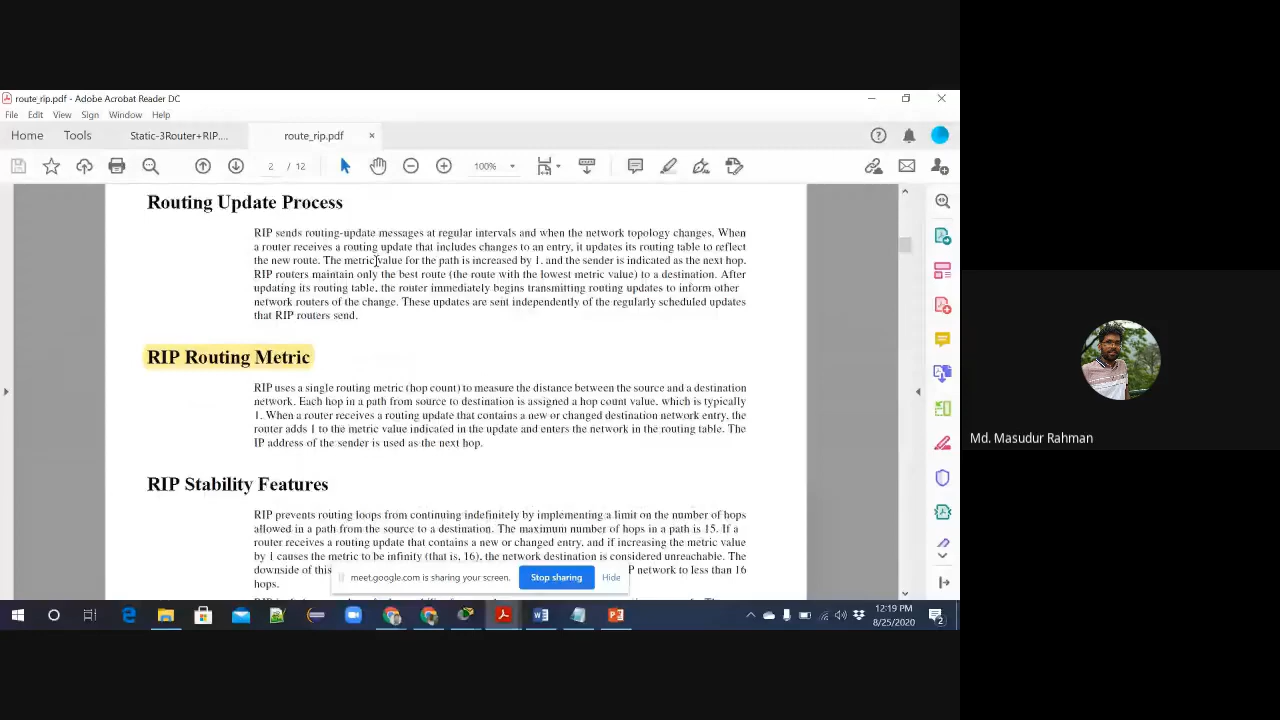 route_rip.pdf - Adobe Acrobat Reader DC
File Edit View Sign Window Help
Home Tools Static-3Router+RIP.... route_rip.pdf ×
2 / 12 100%
Routing Update Process
RIP sends routing-update messages at regular intervals and when the network topology changes. When
a router receives a routing update that includes changes to an entry, it updates its routing table to reflect
the new route. The metric value for the path is increased by 1, and the sender is indicated as the next hop.
RIP routers maintain only the best route (the route with the lowest metric value) to a destination. After
updating its routing table, the router immediately begins transmitting routing updates to inform other
network routers of the change. These updates are sent independently of the regularly scheduled updates
that RIP routers send.
RIP Routing Metric
RIP uses a single routing metric (hop count) to measure the distance between the source and a destination
network. Each hop in a path from source to destination is assigned a hop count value, which is typically
1. When a router receives a routing update that contains a new or changed destination network entry, the
router adds 1 to the metric value indicated in the update and enters the network in the routing table. The
IP address of the sender is used as the next hop.
RIP Stability Features
RIP prevents routing loops from continuing indefinitely by implementing a limit on the number of hops
allowed in a path from the source to a destination. The maximum number of hops in a path is 15. If a
router receives a routing update that contains a new or changed entry, and if increasing the metric value
by 1 causes the metric to be infinity (that is, 16), the network destination is considered unreachable. The
downside of this P network to less than 16
hops.
meet.google.com is sharing your screen. Stop sharing Hide
12:19 PM
8/25/2020
2
Md. Masudur Rahman